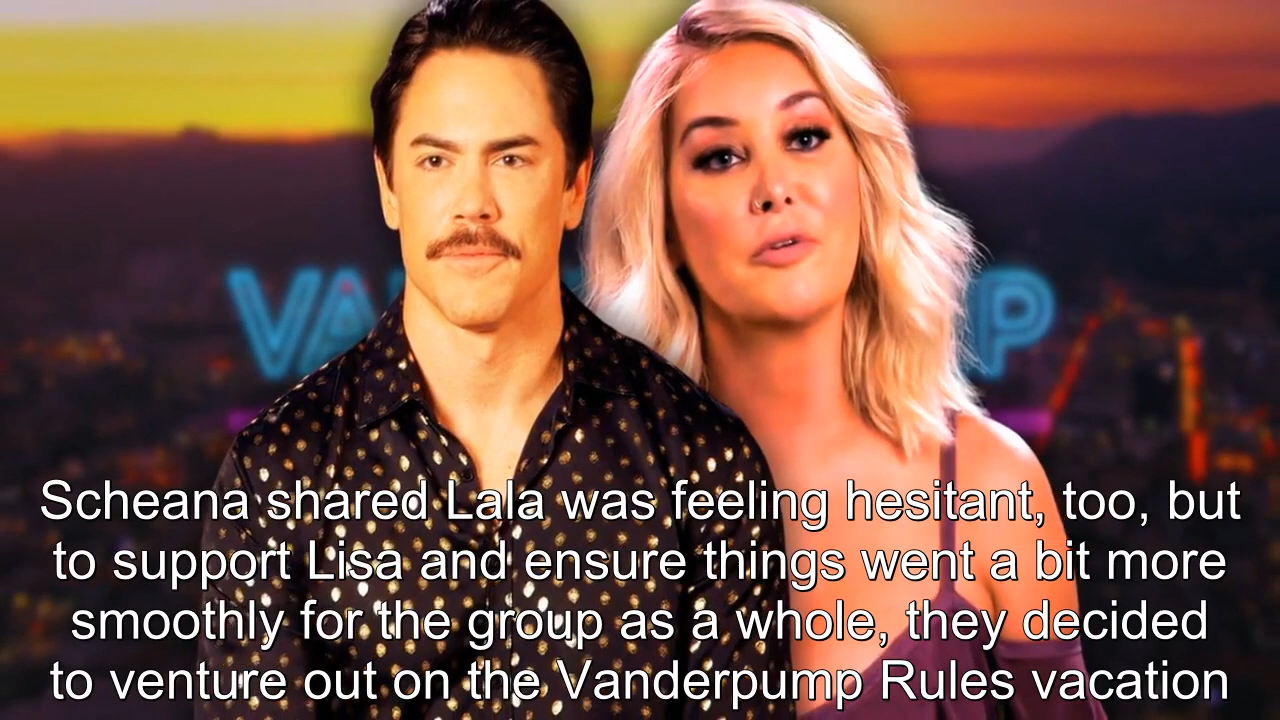 VA P
Scheana shared Lala was feeling hesitant, too, but
to support Lisa and ensure things went a bit more
smoothly for the group as a whole, they decided
to venture out on the Vanderpump Rules vacation